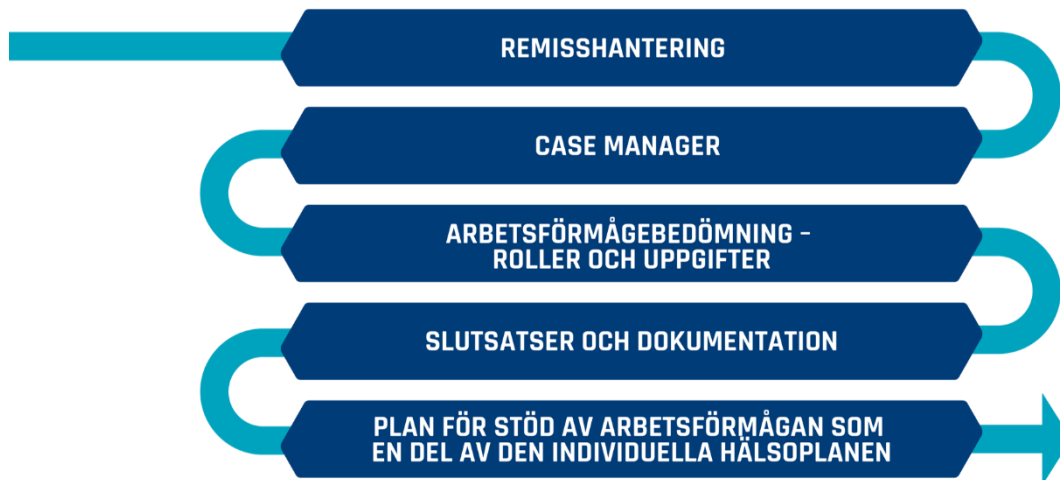 REMISSHANTERING
CASE MANAGER
ARBETSFÖRMÅGEBEDÖMNING –
ROLLER OCH UPPGIFTER
SLUTSATSER OCH DOKUMENTATION
PLAN FÖR STÖD AV ARBETSFÖRMÅGAN SOM
EN DEL AV DEN INDIVIDUELLA HÄLSOPLANEN